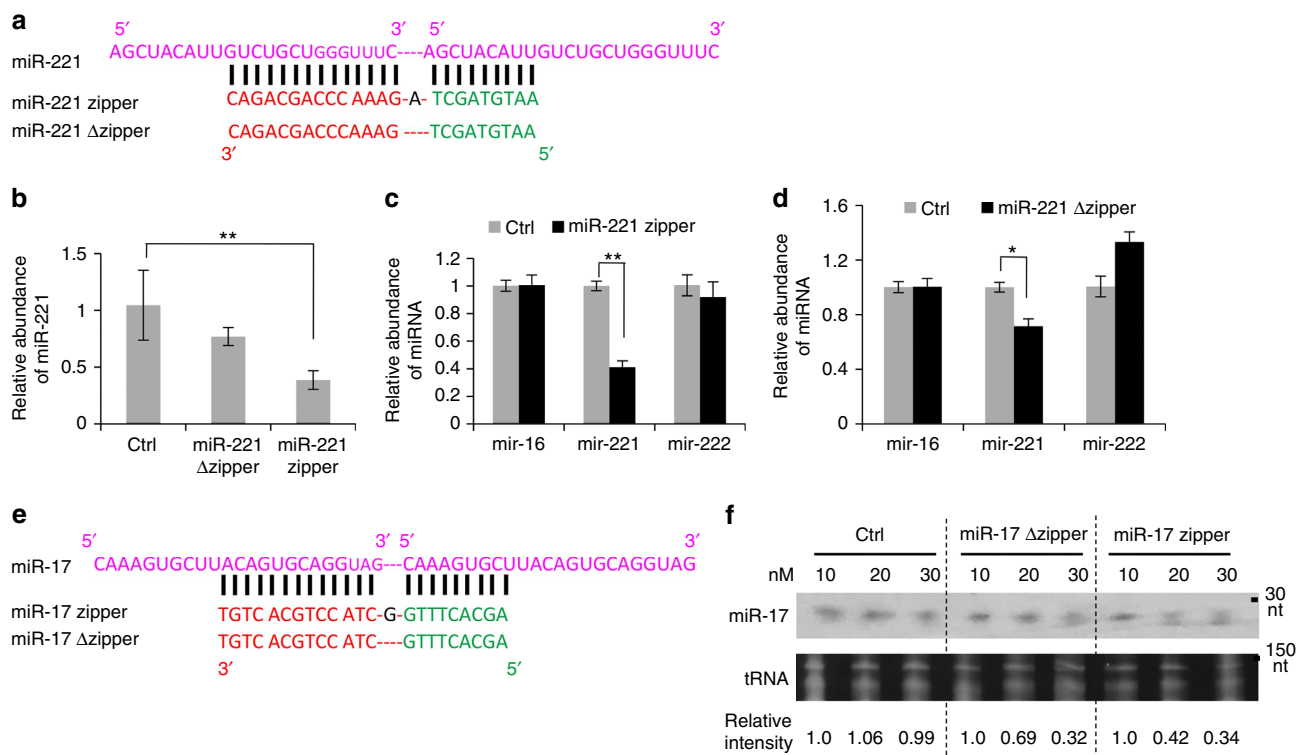 a
5′ 3′ 5′ 3′
miR-221 AGCUACAUUGUCUGCUGGGUUUC----AGCUACAUUGUCUGCUGGGUUUC
miR-221 zipper CAGACGACCC AAAG-A-TCGATGTAA
miR-221 Δzipper CAGACGACCCAAAG----TCGATGTAA
3′ 5′
b
Relative abundance of miR-221
1.5
1
0.5
0
**
Ctrl
miR-221 Δzipper
miR-221 zipper
c
Ctrl miR-221 zipper
Relative abundance of miRNA
1.2
1
0.8
0.6
0.4
0.2
0
**
mir-16 mir-221 mir-222
d
Ctrl miR-221 Δzipper
Relative abundance of miRNA
1.6
1.2
0.8
0.4
0
*
mir-16 mir-221 mir-222
e
5′ 3′ 5′ 3′
miR-17 CAAAGUGCUUACAGUGCAGGUAG---CAAAGUGCUUACAGUGCAGGUAG
miR-17 zipper TGTC ACGTCC ATC-G-GTTTCACGA
miR-17 Δzipper TGTC ACGTCC ATC----GTTTCACGA
3′ 5′
f
Ctrl miR-17 Δzipper miR-17 zipper
nM 10 20 30 10 20 30 10 20 30
miR-17
30 nt
tRNA
150 nt
Relative intensity 1.0 1.06 0.99 1.0 0.69 0.32 1.0 0.42 0.34